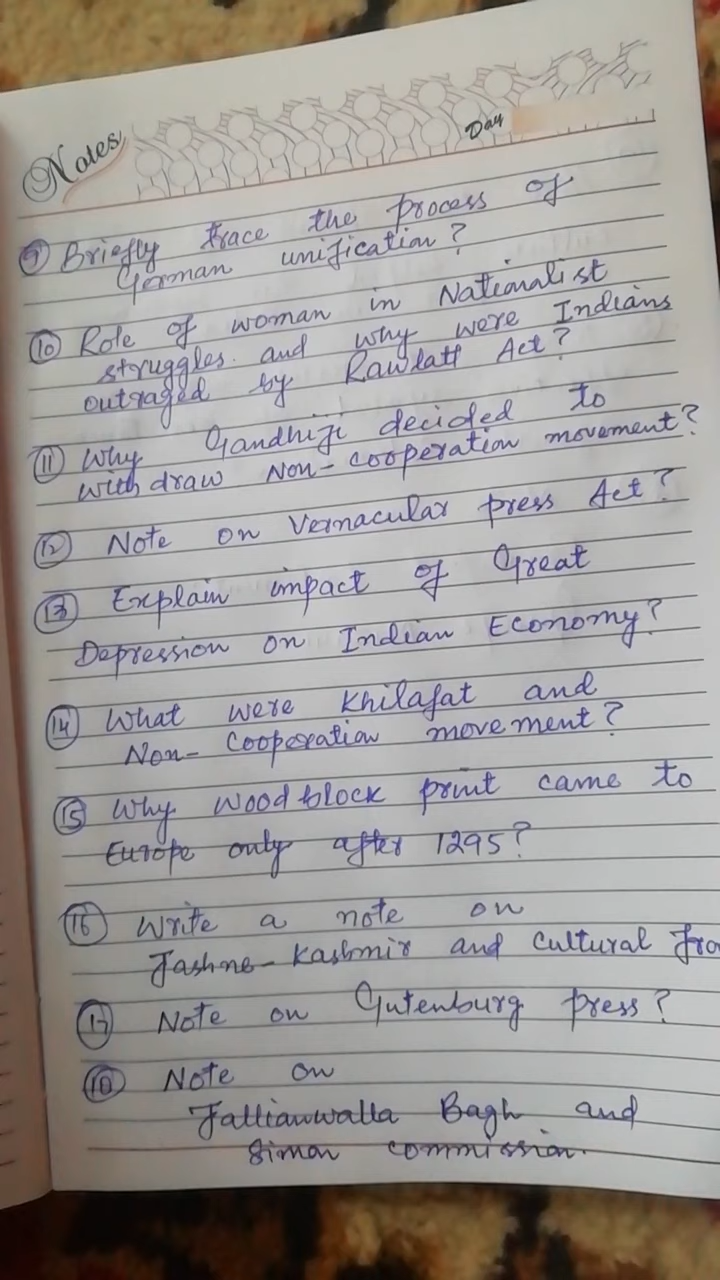 Notes
Day
9 Briefly trace the process of
German unification?
10 Role of woman in Nationalist
struggles. and why were Indians
outraged by Rawlatt Act?
11 Why Gandhiji decided to
withdraw Non-cooperation movement?
12 Note on Vernacular press Act?
13 Explain impact of Great
Depression on Indian Economy?
14 What were Khilafat and
Non-Cooperation movement?
15 Why Woodblock print came to
Europe only after 1295?
16 Write a note on
Jashne-Kashmir and cultural
17 Note on Gutenburg press?
18 Note on
Jallianwalla Bagh and
Simon commission.